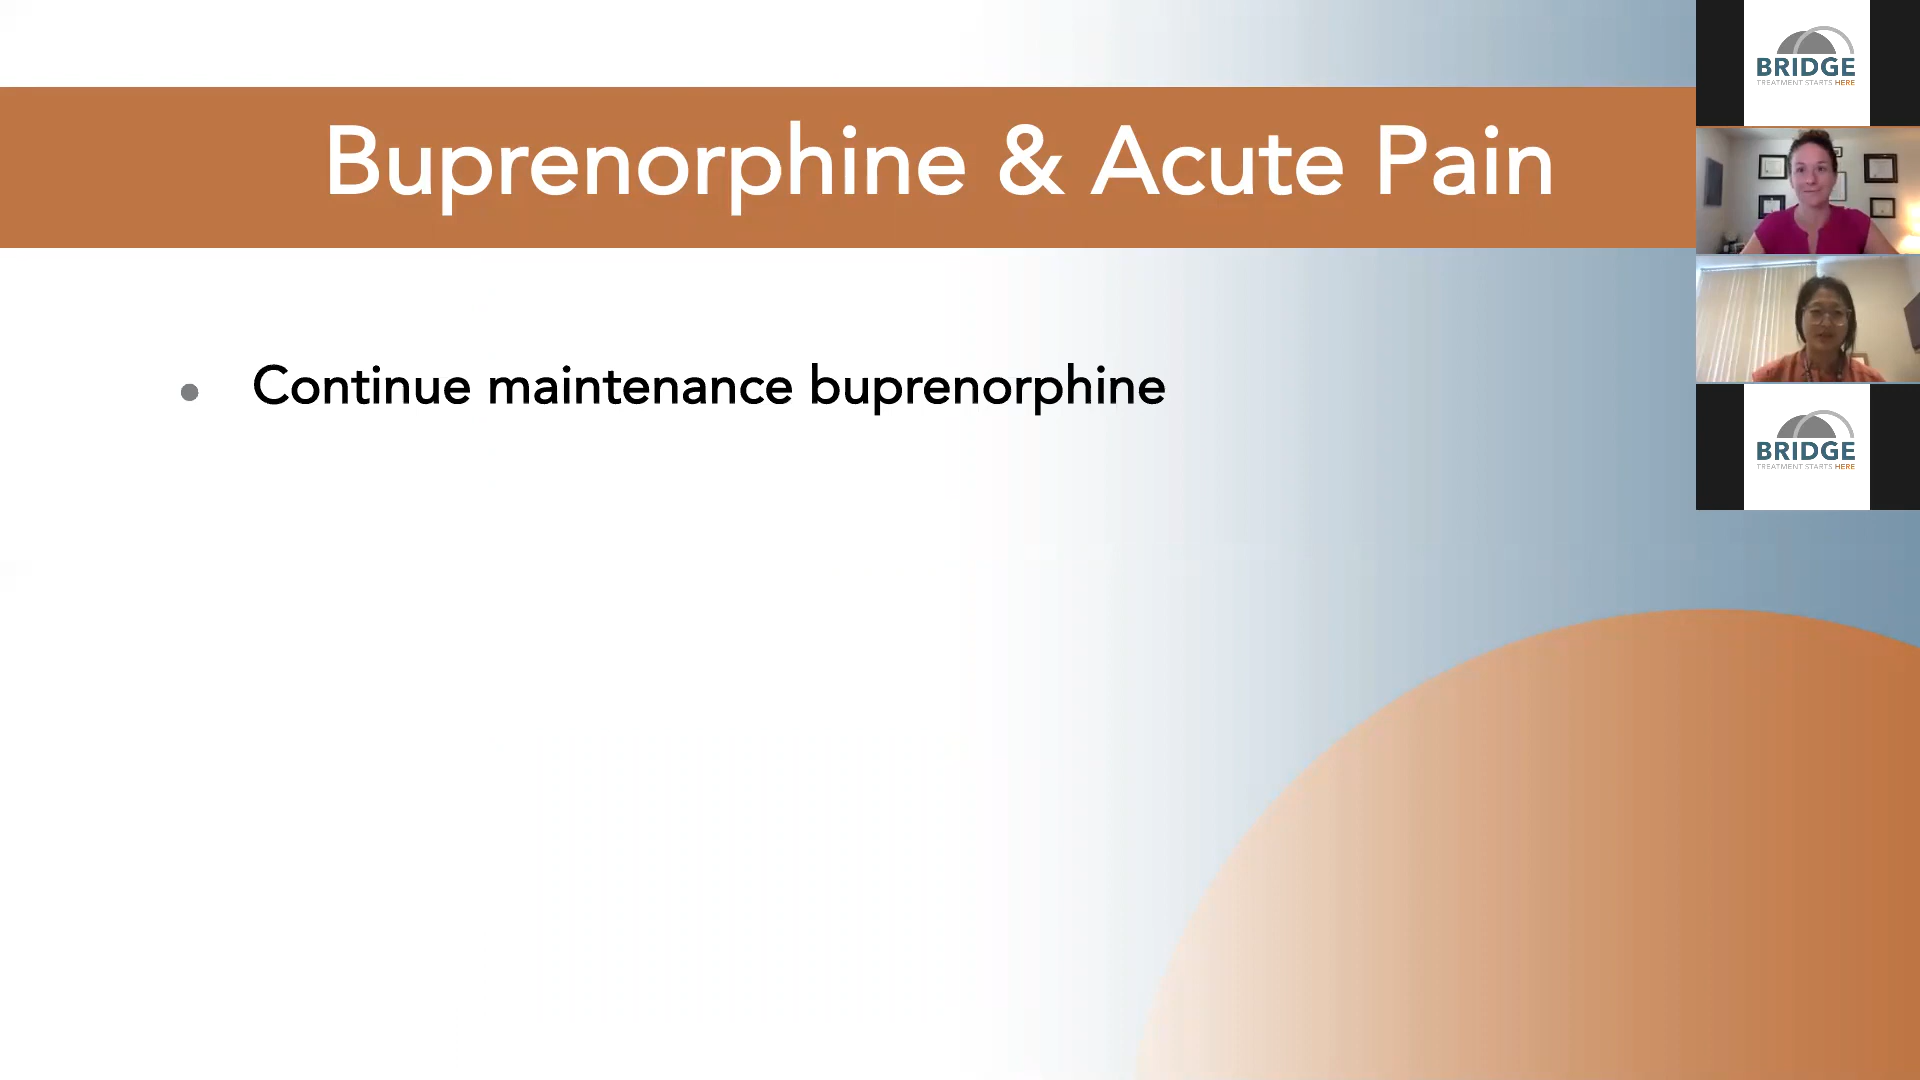 Buprenorphine & Acute Pain
• Continue maintenance buprenorphine
BRIDGE
TREATMENT STARTS HERE
BRIDGE
TREATMENT STARTS HERE